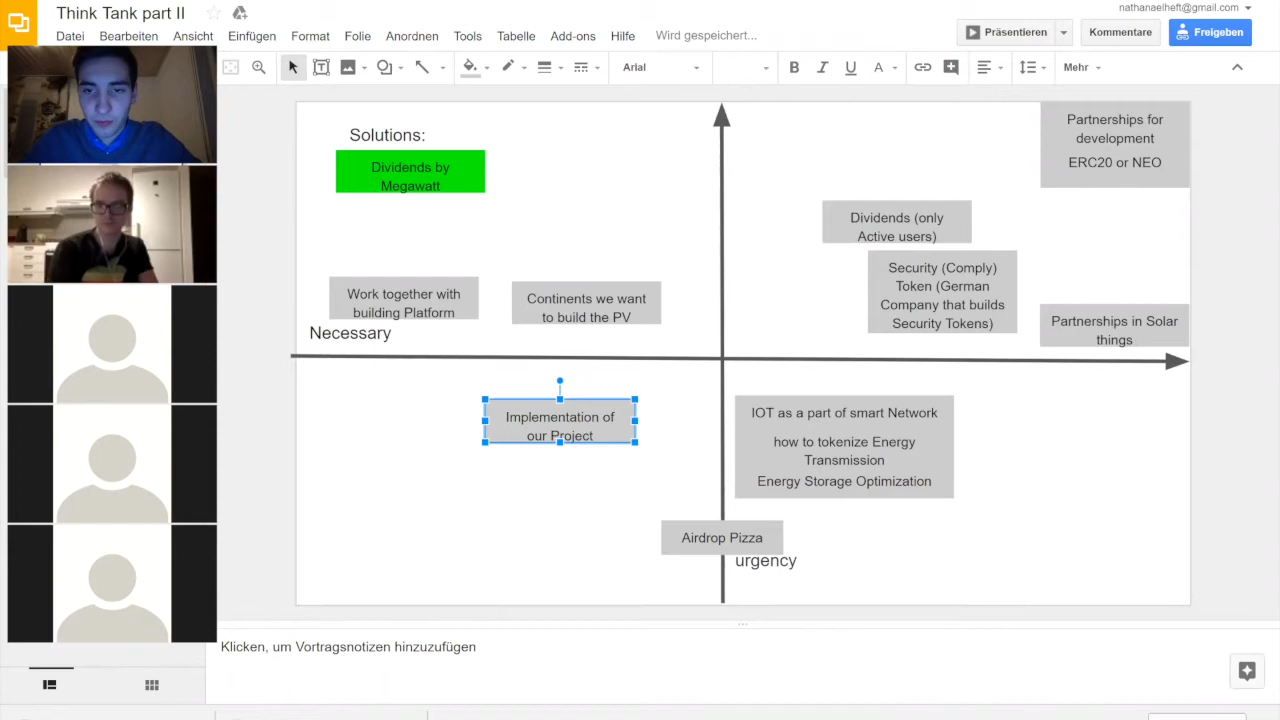 Think Tank part II
nathanaelheft@gmail.com
Datei Bearbeiten Ansicht Einfügen Format Folie Anordnen Tools Tabelle Add-ons Hilfe Wird gespeichert...
Präsentieren Kommentare Freigeben
Arial B I U A Mehr
Solutions:
Dividends by
Megawatt
Partnerships for
development
ERC20 or NEO
Dividends (only
Active users)
Security (Comply)
Token (German
Company that builds
Security Tokens)
Work together with
building Platform
Continents we want
to build the PV
Partnerships in Solar
things
Necessary
Implementation of
our Project
IOT as a part of smart Network
how to tokenize Energy
Transmission
Energy Storage Optimization
Airdrop Pizza
urgency
Klicken, um Vortragsnotizen hinzuzufügen